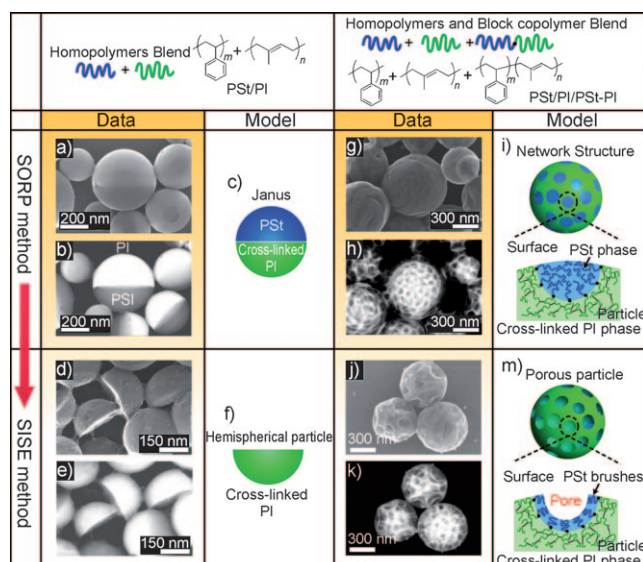 Homopolymers Blend
+
m
+
n
PSt/PI
Homopolymers and Block copolymer Blend
+
+
m
+
n
+
m
n
PSt/PI/PSt-PI
Data
Model
Data
Model
SORP method
SISE method
a)
200 nm
b)
PI
PSI
200 nm
c)
Janus
PSt
Cross-linked
PI
g)
300 nm
h)
300 nm
i)
Network Structure
Surface
PSt phase
Particle
Cross-linked PI phase
d)
150 nm
e)
150 nm
f)
Hemispherical particle
Cross-linked
PI
j)
300 nm
k)
300 nm
m)
Porous particle
Surface
PSt brushes
Pore
Particle
Cross-linked PI phase